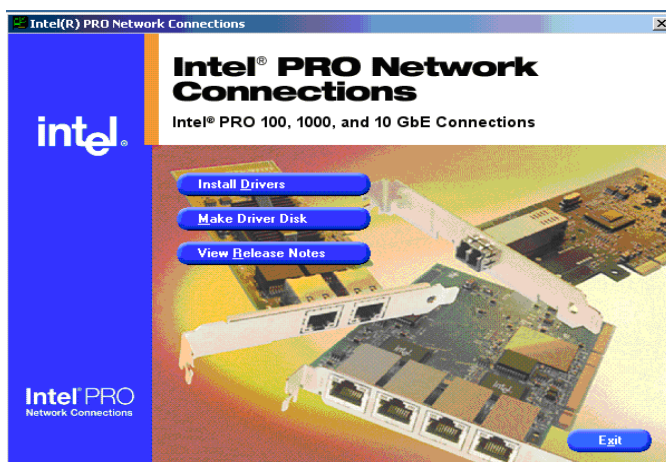 Intel(R) PRO Network Connections
Intel® PRO Network
Connections
Intel® PRO 100, 1000, and 10 GbE Connections
intel®
Install Drivers
Make Driver Disk
View Release Notes
Intel® PRO
Network Connections
Exit